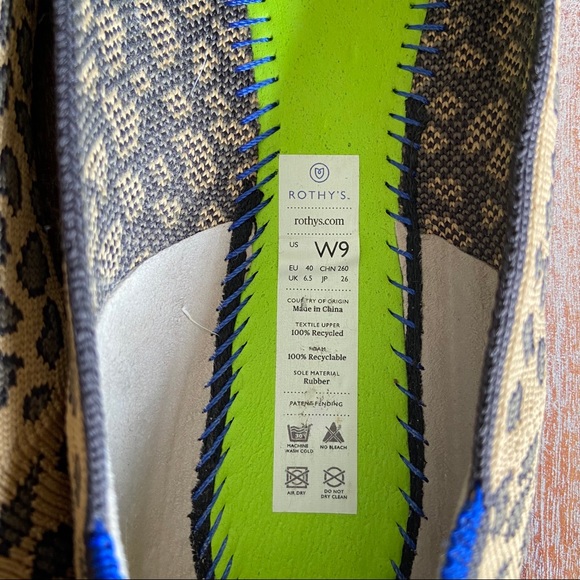 ROTHY'S™
rothys.com
US W9
EU 40 CHN 260
UK 6.5 JP 26
COUNTRY OF ORIGIN
Made in China
TEXTILE UPPER
100% Recycled
100% Recyclable
SOLE MATERIAL
Rubber
PATENT PENDING
MACHINE NO BLEACH
WASH COLD
AIR DRY DO NOT
DRY CLEAN